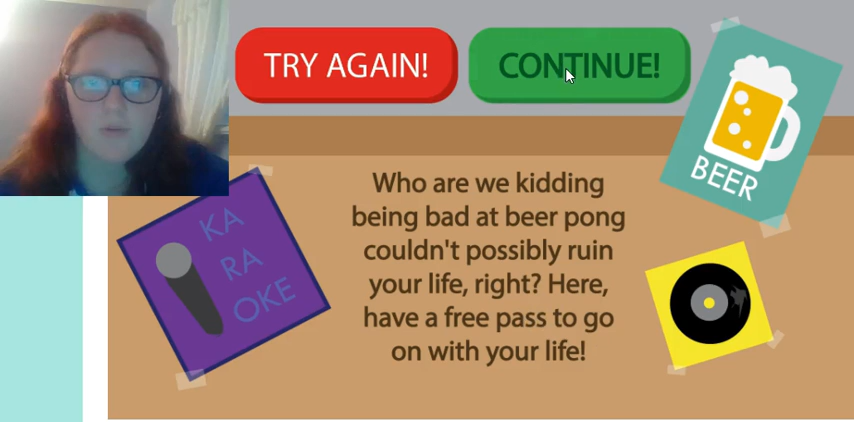 TRY AGAIN!
CONTINUE!
BEER
KA
RA
OKE
Who are we kidding
being bad at beer pong
couldn't possibly ruin
your life, right? Here,
have a free pass to go
on with your life!